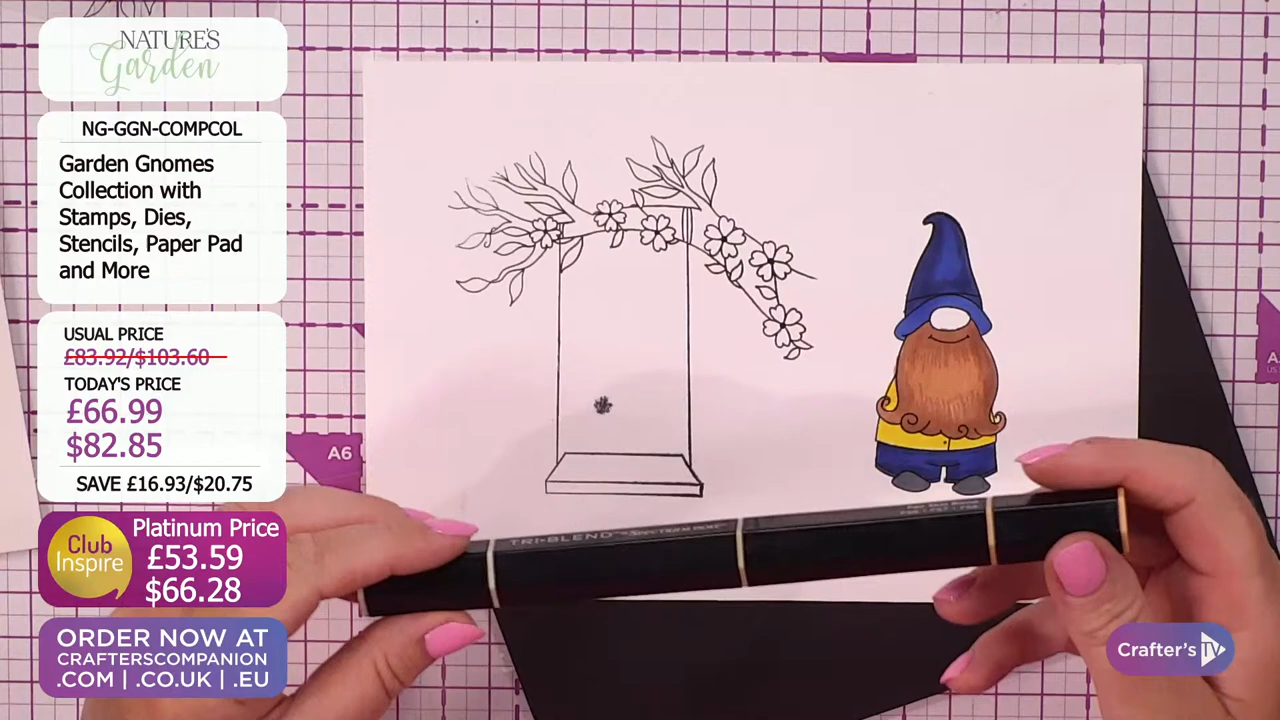 NATURE'S
Garden
NG-GGN-COMPCOL
Garden Gnomes
Collection with
Stamps, Dies,
Stencils, Paper Pad
and More
USUAL PRICE
£83.92/$103.60
TODAY'S PRICE
£66.99
$82.85
SAVE £16.93/$20.75
Club
Inspire
Platinum Price
£53.59
$66.28
ORDER NOW AT
CRAFTERSCOMPANION
.COM | .CO.UK | .EU
A6
TRI•BLEND
Crafter's TV